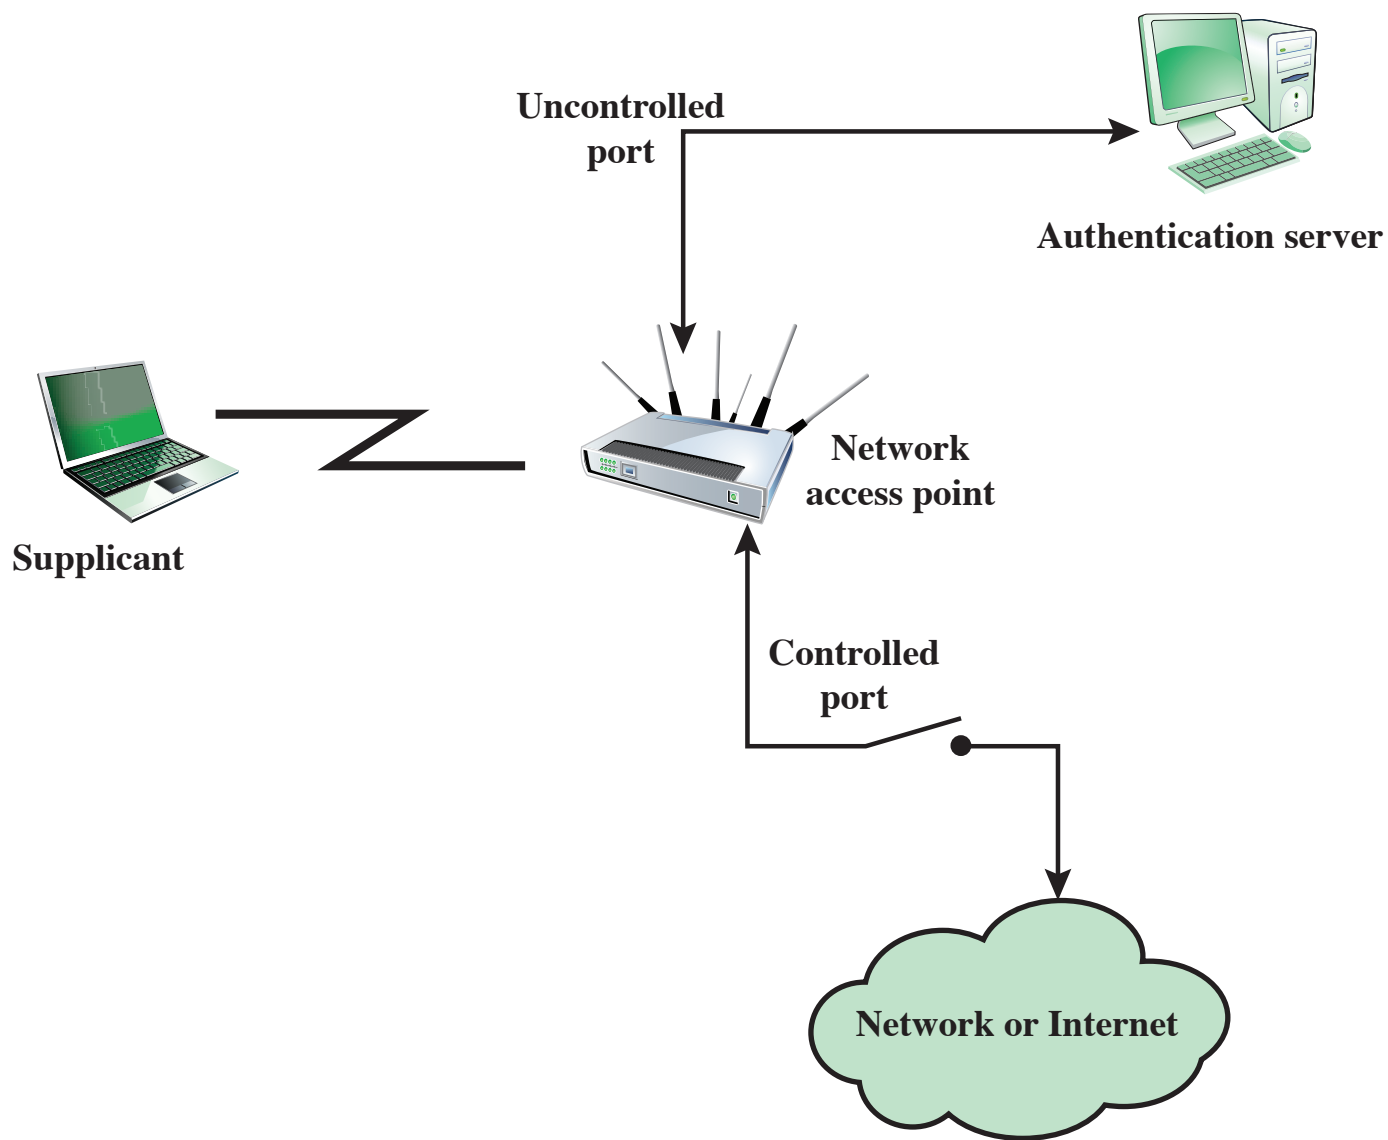 Uncontrolled
port
Authentication server
Network
access point
Supplicant
Controlled
port
Network or Internet